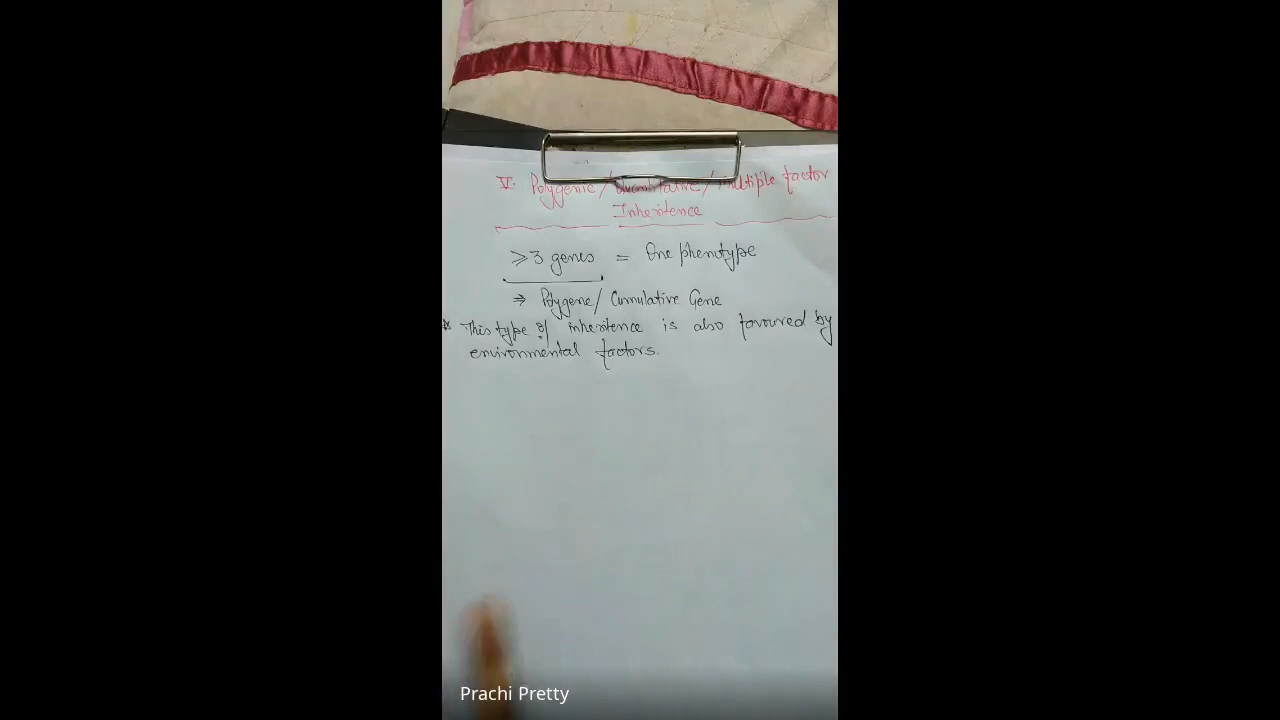 V. Polygenic / Quantitative / Multiple factor
Inheritence
⩾3 genes = One phenotype
⇒ Polygene/ Cumulative Gene
* This type of inheritence is also favoured by
environmental factors.
Prachi Pretty